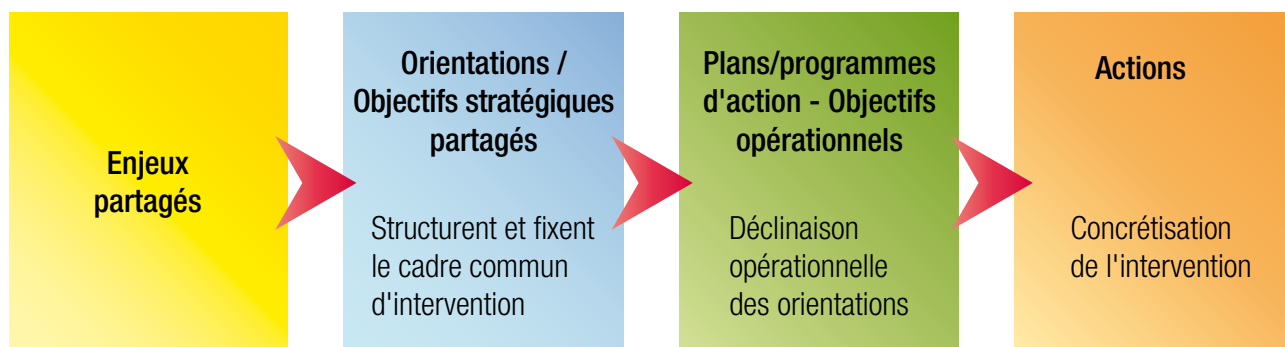 Enjeux
partagés
Orientations /
Objectifs stratégiques
partagés
Structurent et fixent
le cadre commun
d'intervention
Plans/programmes
d'action - Objectifs
opérationnels
Déclinaison
opérationnelle
des orientations
Actions
Concrétisation
de l'intervention